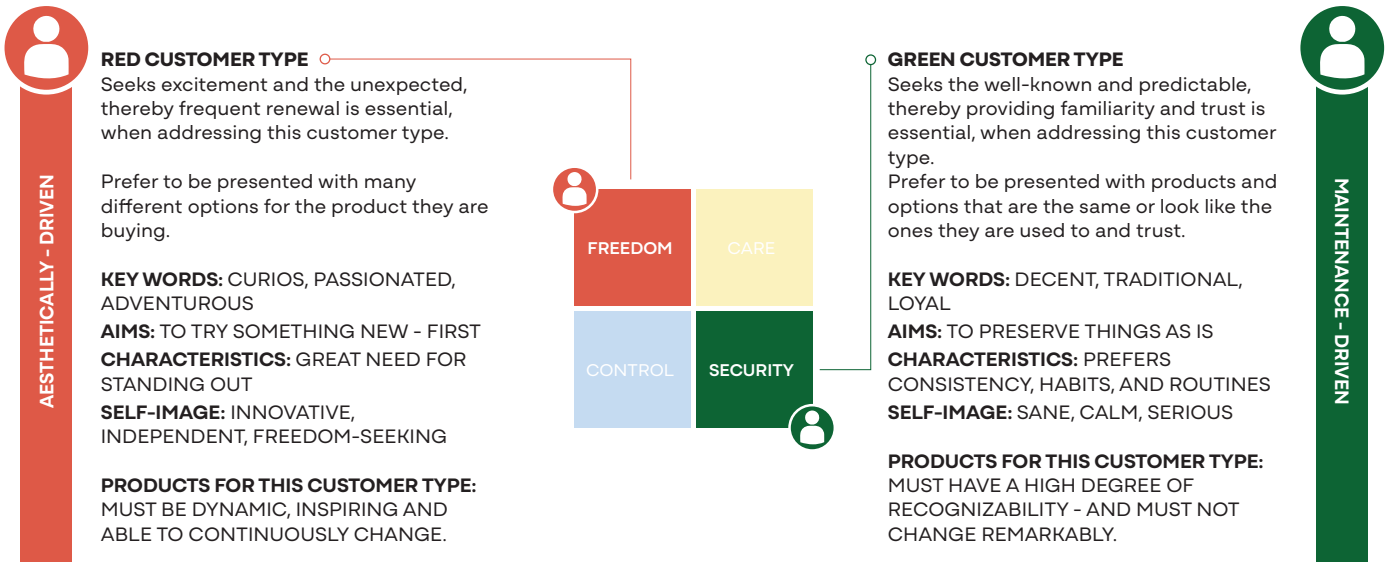 AESTHETICALLY - DRIVEN
RED CUSTOMER TYPE
Seeks excitement and the unexpected,
thereby frequent renewal is essential,
when addressing this customer type.
Prefer to be presented with many
different options for the product they are
buying.
KEY WORDS: CURIOS, PASSIONATED,
ADVENTUROUS
AIMS: TO TRY SOMETHING NEW - FIRST
CHARACTERISTICS: GREAT NEED FOR
STANDING OUT
SELF-IMAGE: INNOVATIVE,
INDEPENDENT, FREEDOM-SEEKING
PRODUCTS FOR THIS CUSTOMER TYPE:
MUST BE DYNAMIC, INSPIRING AND
ABLE TO CONTINUOUSLY CHANGE.
FREEDOM
CARE
CONTROL
SECURITY
GREEN CUSTOMER TYPE
Seeks the well-known and predictable,
thereby providing familiarity and trust is
essential, when addressing this customer
type.
Prefer to be presented with products and
options that are the same or look like the
ones they are used to and trust.
KEY WORDS: DECENT, TRADITIONAL,
LOYAL
AIMS: TO PRESERVE THINGS AS IS
CHARACTERISTICS: PREFERS
CONSISTENCY, HABITS, AND ROUTINES
SELF-IMAGE: SANE, CALM, SERIOUS
PRODUCTS FOR THIS CUSTOMER TYPE:
MUST HAVE A HIGH DEGREE OF
RECOGNIZABILITY - AND MUST NOT
CHANGE REMARKABLY.
MAINTENANCE - DRIVEN